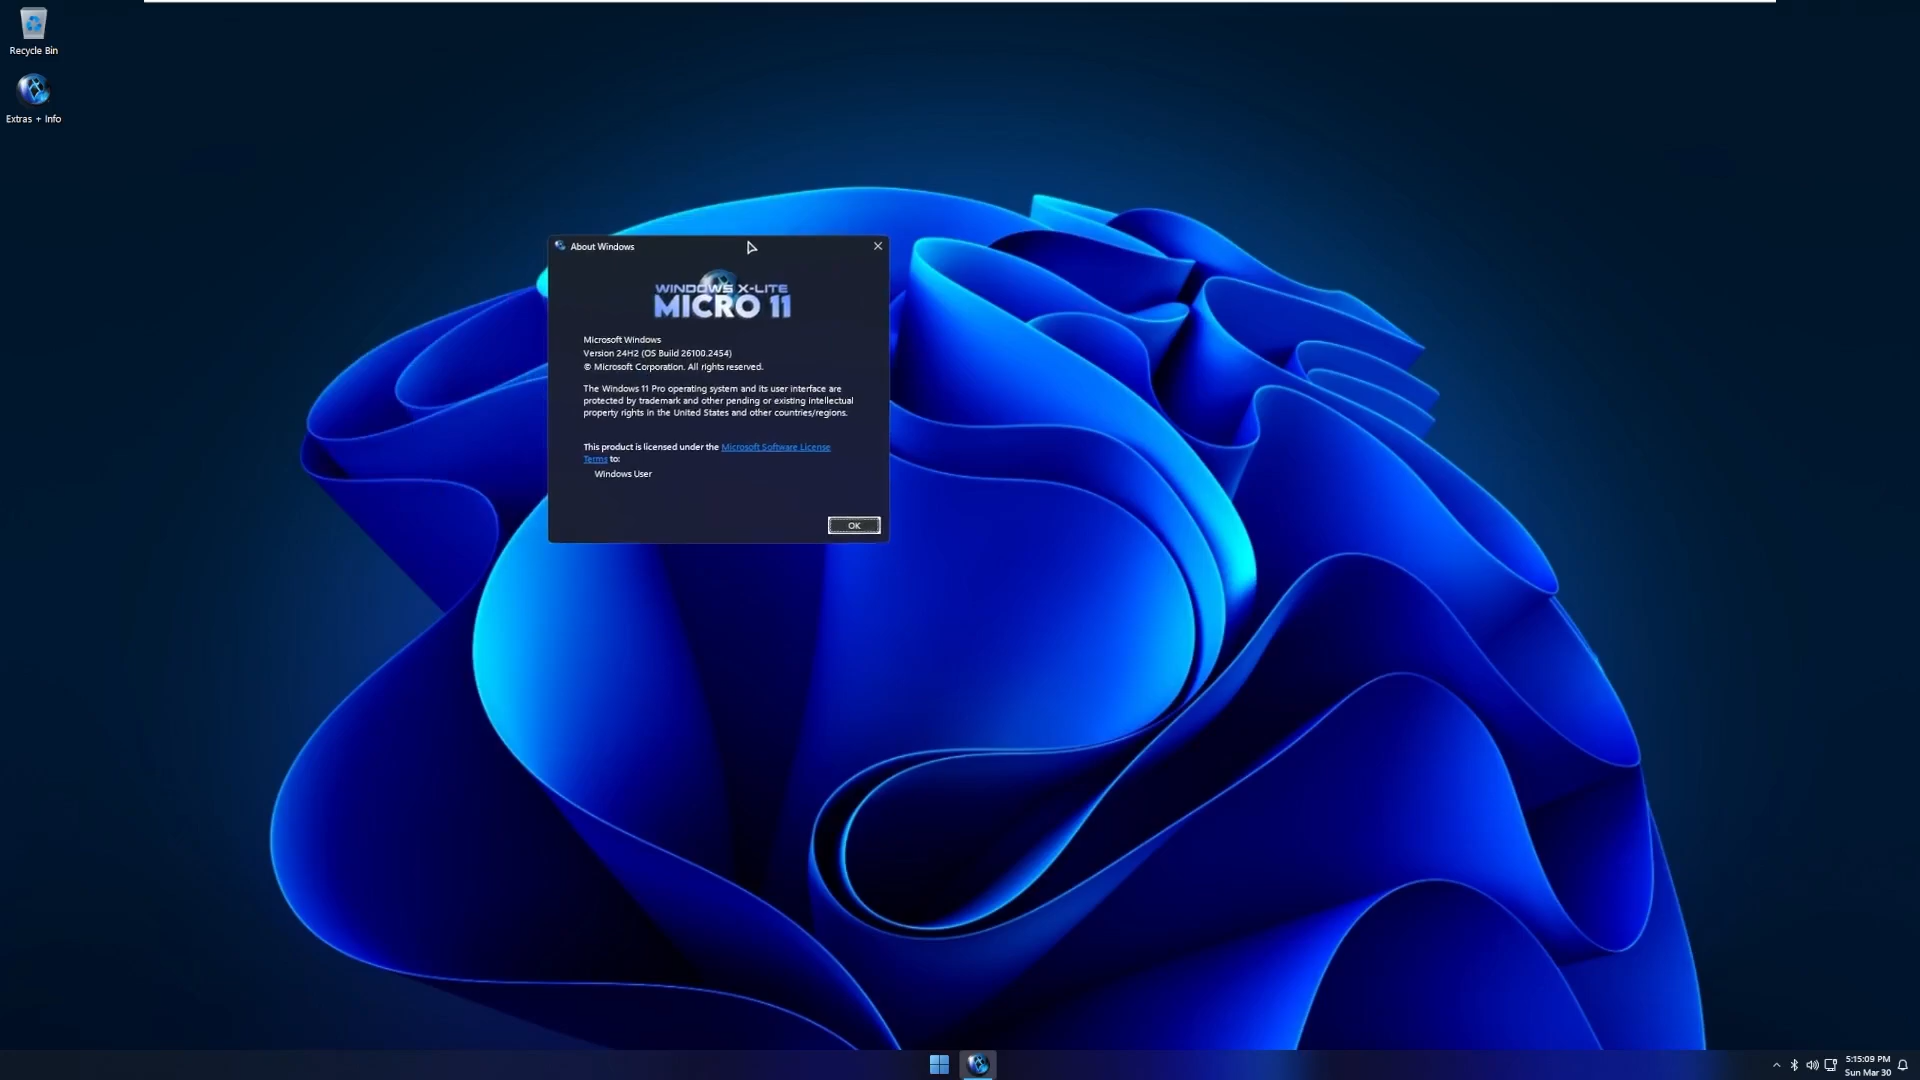 Recycle Bin
Extras + Info
About Windows
WINDOWS X-LITE
MICRO 11
Microsoft Windows
Version 24H2 (OS Build 26100.2454)
© Microsoft Corporation. All rights reserved.
The Windows 11 Pro operating system and its user interface are
protected by trademark and other pending or existing intellectual
property rights in the United States and other countries/regions.
This product is licensed under the Microsoft Software License
Terms to:
Windows User
OK
5:15:09 PM
Sun Mar 30